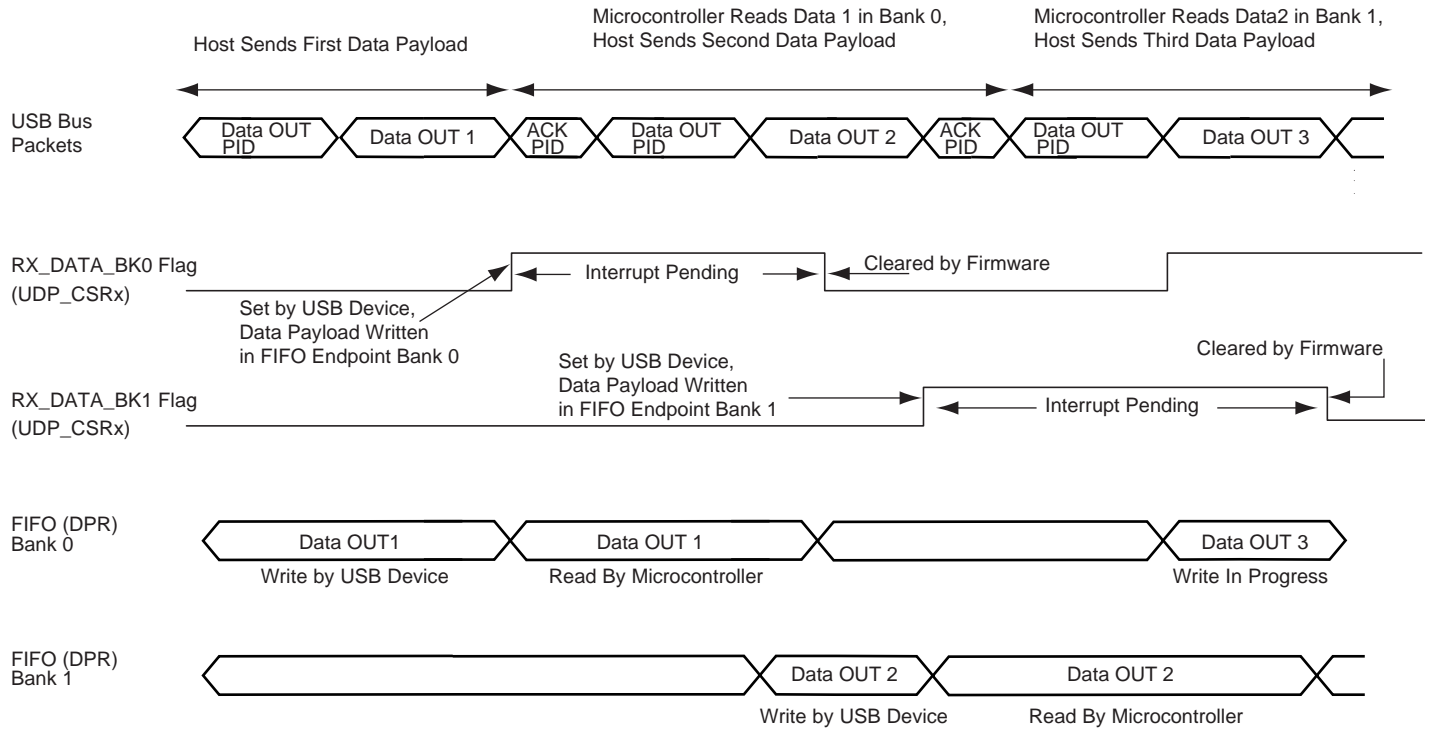 Host Sends First Data Payload
Microcontroller Reads Data 1 in Bank 0,
Host Sends Second Data Payload
Microcontroller Reads Data2 in Bank 1,
Host Sends Third Data Payload
USB Bus
Packets
Data OUT
PID
Data OUT 1
ACK
PID
Data OUT
PID
Data OUT 2
ACK
PID
Data OUT
PID
Data OUT 3
RX_DATA_BK0 Flag
(UDP_CSRx)
Interrupt Pending
Cleared by Firmware
Set by USB Device,
Data Payload Written
in FIFO Endpoint Bank 0
Set by USB Device,
Data Payload Written
in FIFO Endpoint Bank 1
Cleared by Firmware
RX_DATA_BK1 Flag
(UDP_CSRx)
Interrupt Pending
FIFO (DPR)
Bank 0
Data OUT1
Data OUT 1
Data OUT 3
Write by USB Device
Read By Microcontroller
Write In Progress
FIFO (DPR)
Bank 1
Data OUT 2
Data OUT 2
Write by USB Device
Read By Microcontroller